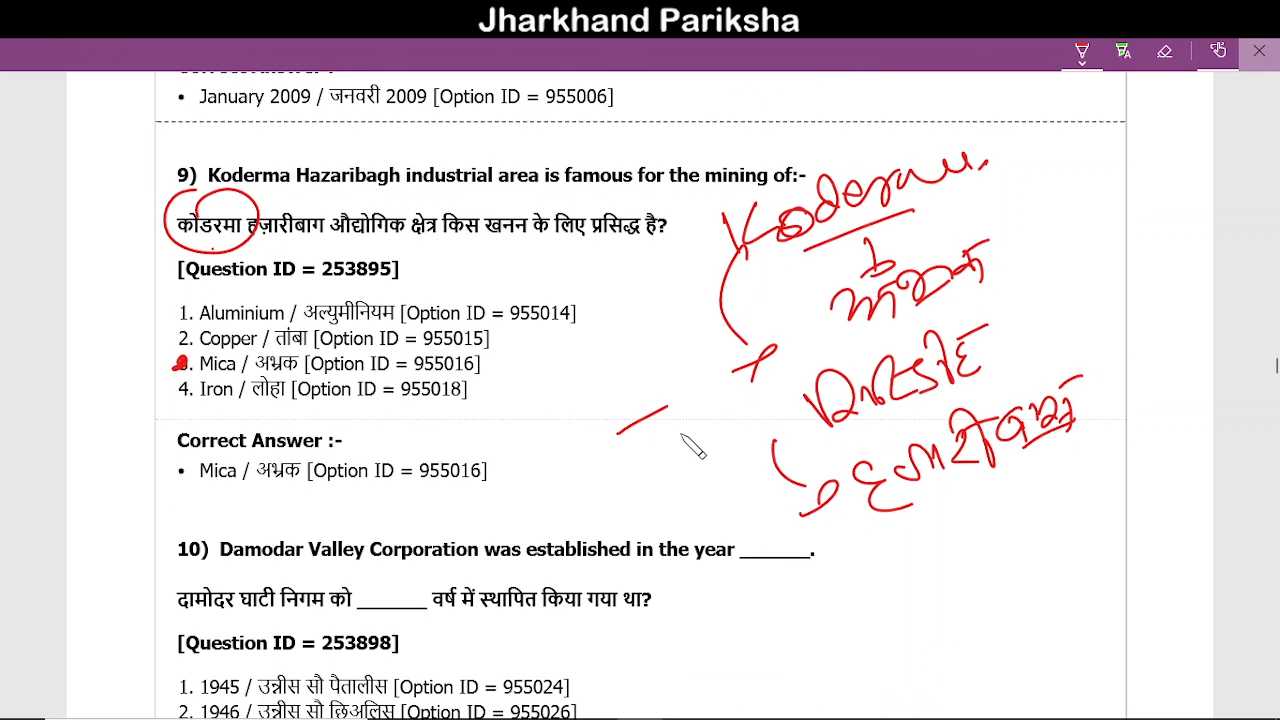 Jharkhand Pariksha
• January 2009 / जनवरी 2009 [Option ID = 955006]
9) Koderma Hazaribagh industrial area is famous for the mining of:-
कोडरमा हज़ारीबाग औद्योगिक क्षेत्र किस खनन के लिए प्रसिद्ध है?
[Question ID = 253895]
1. Aluminium / अल्युमीनियम [Option ID = 955014]
2. Copper / तांबा [Option ID = 955015]
. Mica / अभ्रक [Option ID = 955016]
4. Iron / लोहा [Option ID = 955018]
Correct Answer :-
• Mica / अभ्रक [Option ID = 955016]
10) Damodar Valley Corporation was established in the year ______.
दामोदर घाटी निगम को ______ वर्ष में स्थापित किया गया था?
[Question ID = 253898]
1. 1945 / उन्नीस सौ पैतालीस [Option ID = 955024]
2. 1946 / उन्नीस सौ छिअलिस [Option ID = 955026]